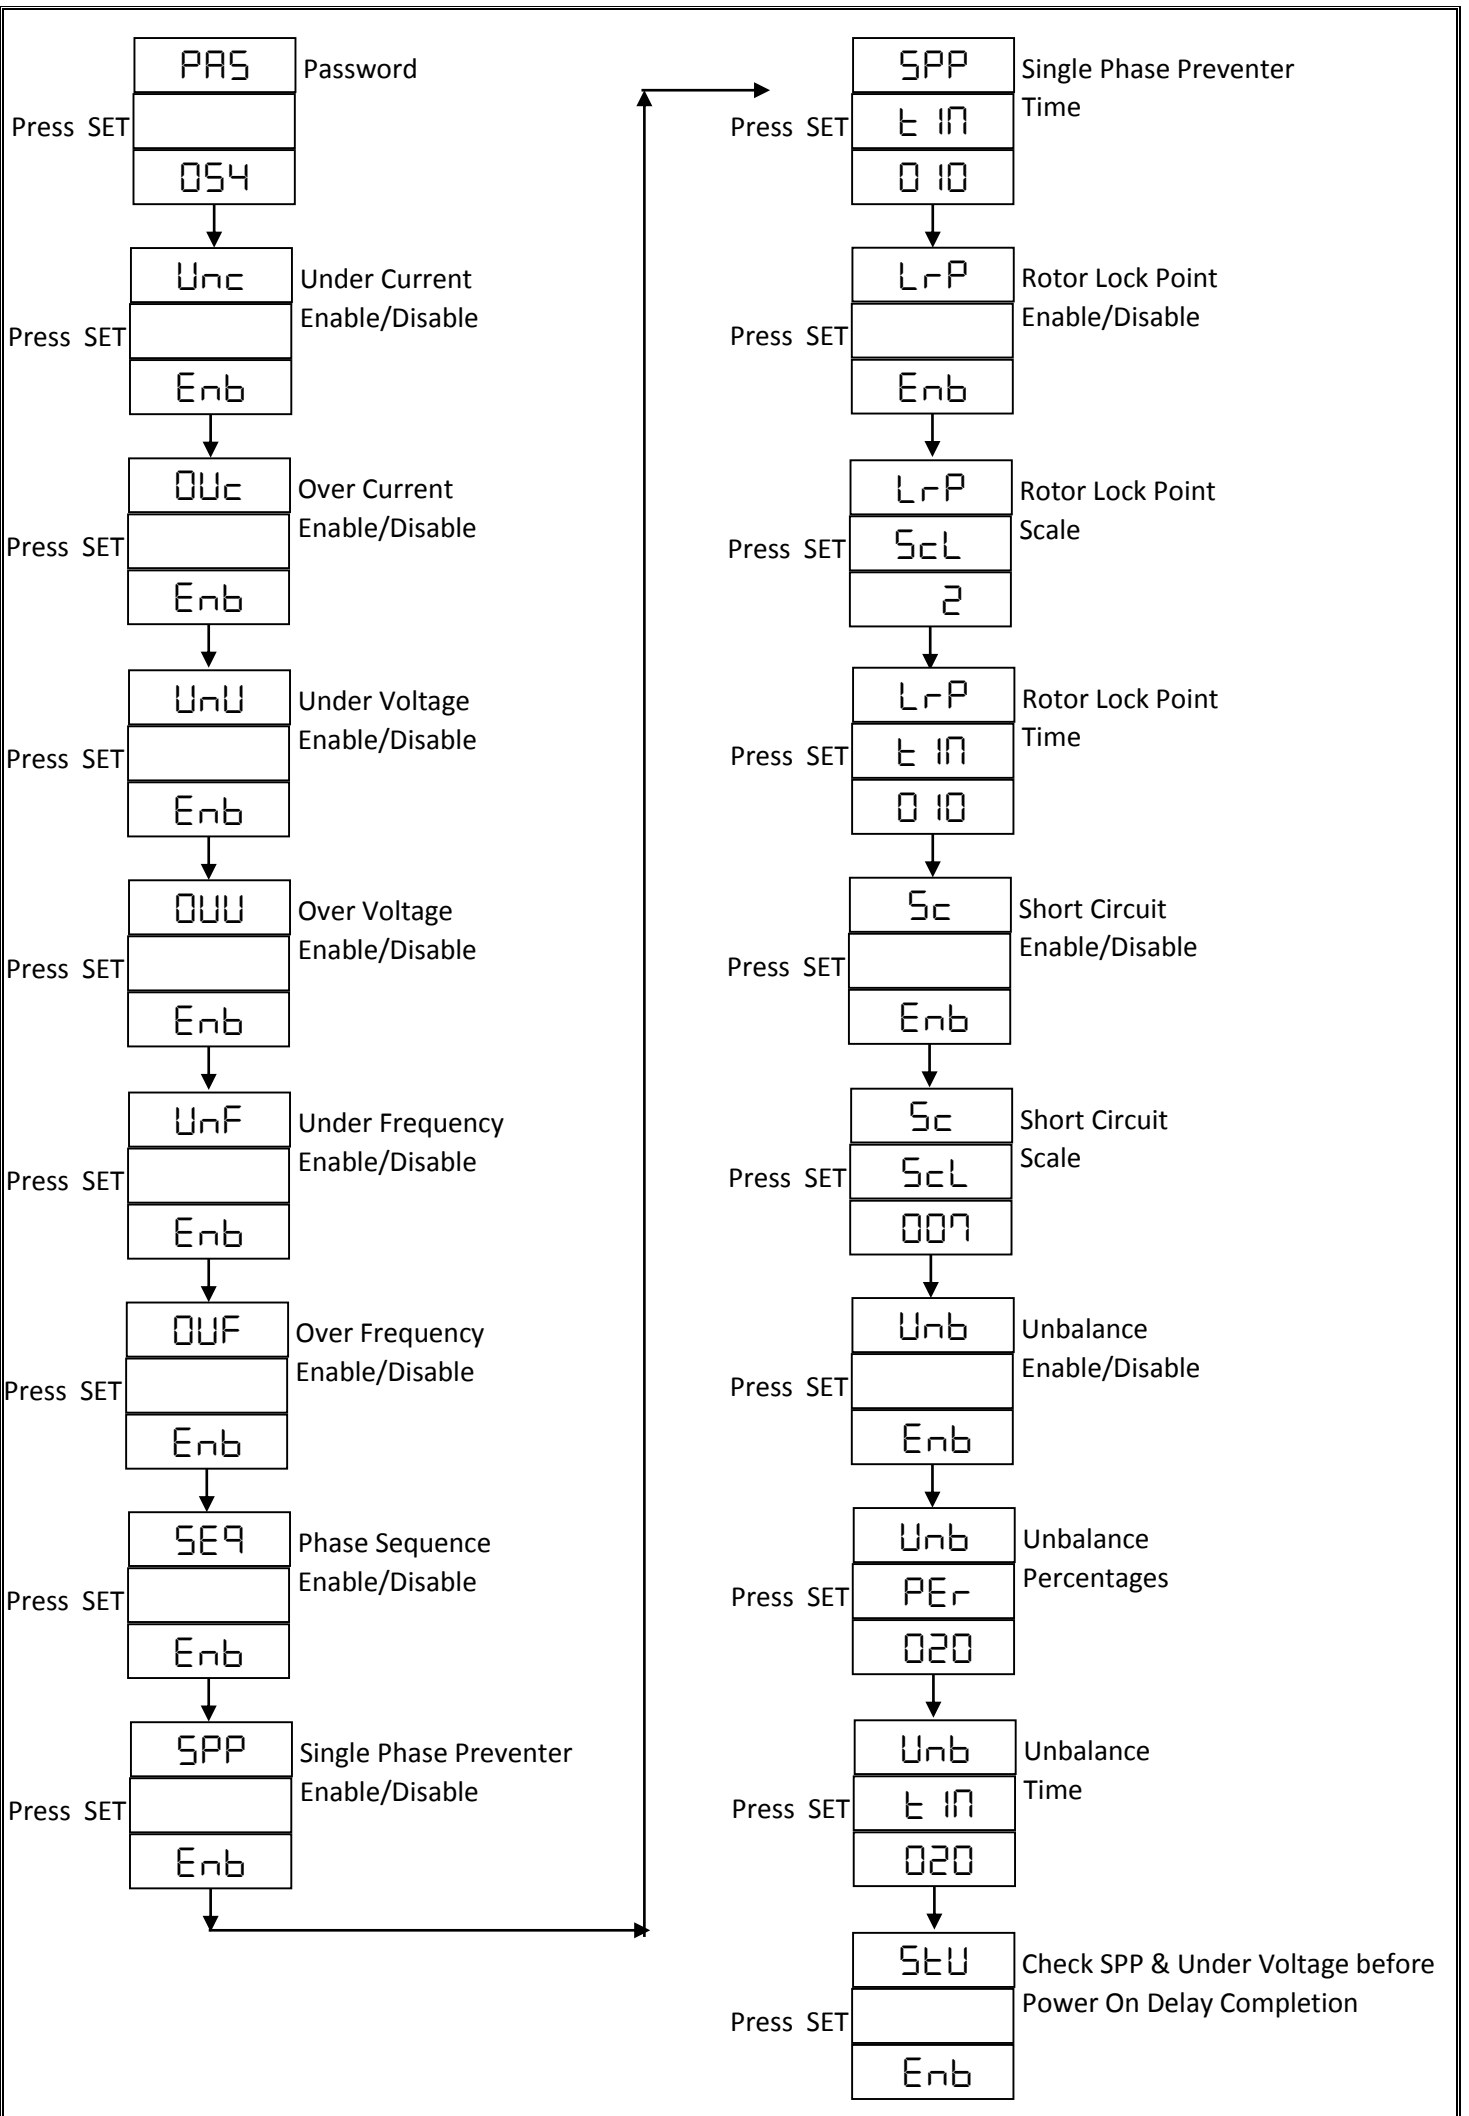 PAS
Password
Press SET
054
Unc
Under Current
Enable/Disable
Press SET
Enb
OUc
Over Current
Enable/Disable
Press SET
Enb
UnU
Under Voltage
Enable/Disable
Press SET
Enb
OUU
Over Voltage
Enable/Disable
Press SET
Enb
UnF
Under Frequency
Enable/Disable
Press SET
Enb
OUF
Over Frequency
Enable/Disable
Press SET
Enb
SEq
Phase Sequence
Enable/Disable
Press SET
Enb
SPP
Single Phase Preventer
Enable/Disable
Press SET
Enb
SPP
Single Phase Preventer
Time
Press SET
tIM
010
LrP
Rotor Lock Point
Enable/Disable
Press SET
Enb
LrP
Rotor Lock Point
Scale
Press SET
ScL
2
LrP
Rotor Lock Point
Time
Press SET
tIM
010
Sc
Short Circuit
Enable/Disable
Press SET
Enb
Sc
Short Circuit
Scale
Press SET
ScL
007
Unb
Unbalance
Enable/Disable
Press SET
Enb
Unb
Unbalance
Percentages
Press SET
PEr
020
Unb
Unbalance
Time
Press SET
tIM
020
StU
Check SPP & Under Voltage before
Power On Delay Completion
Press SET
Enb